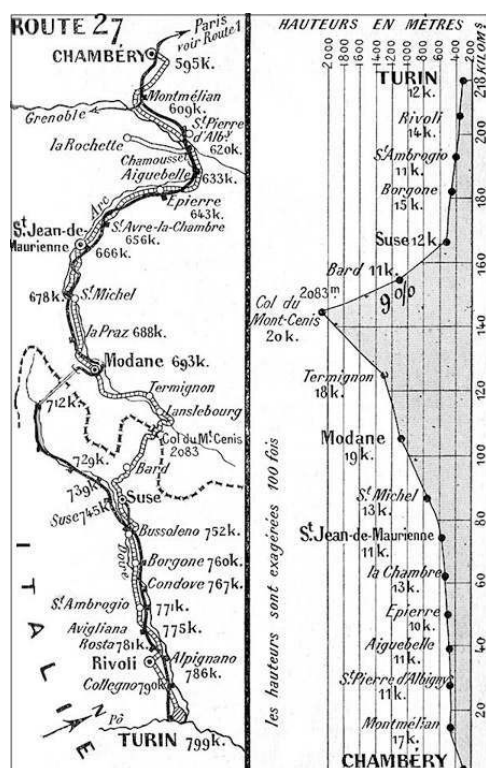 ROUTE 27
Paris
voir Route 1
CHAMBÉRY
595k.
Montmélian
609k.
Grenoble
St Pierre
d'Alb.y
620k.
la Rochette
Chamousset
Aiguebelle
633k.
Epierre
643k.
Arc
St Avre-la-Chambre
656k.
St Jean-de-
Maurienne
666k.
678k.
St Michel
la Praz 688k.
Modane 693k.
Termignon
Lanslebourg
712k.
Col du Mt Cenis
2083
729k.
Bard
739k.
Suse
Suse 745k.
Bussoleno 752k.
Doire
Borgone 760k.
Condove 767k.
St Ambrogio
771k.
Avigliana
775k.
Rosta 781k.
Rivoli
Alpignano
786k.
Collegno 790k.
Pô
TURIN 799k.
ITALIE
HAUTEURS EN MÈTRES
2000
1800
1600
1400
1200
1000
800
600
400
200
218 KILOM.s
TURIN
12k.
200
Rivoli
14k.
St Ambrogio
11k.
180
Borgone
15k.
Suse 12k.
160
Bard 11k.
9%
2083m
Col du
Mont-Cenis
20k.
140
Termignon
18k.
120
Modane
19k.
100
St Michel
13k.
80
St Jean-de-Maurienne
11k.
la Chambre
13k.
60
Epierre
10k.
Aiguebelle
11k.
40
St Pierre d'Albigny
11k.
20
Montmélian
17k.
CHAMBÉRY
les hauteurs sont exagérées 100 fois